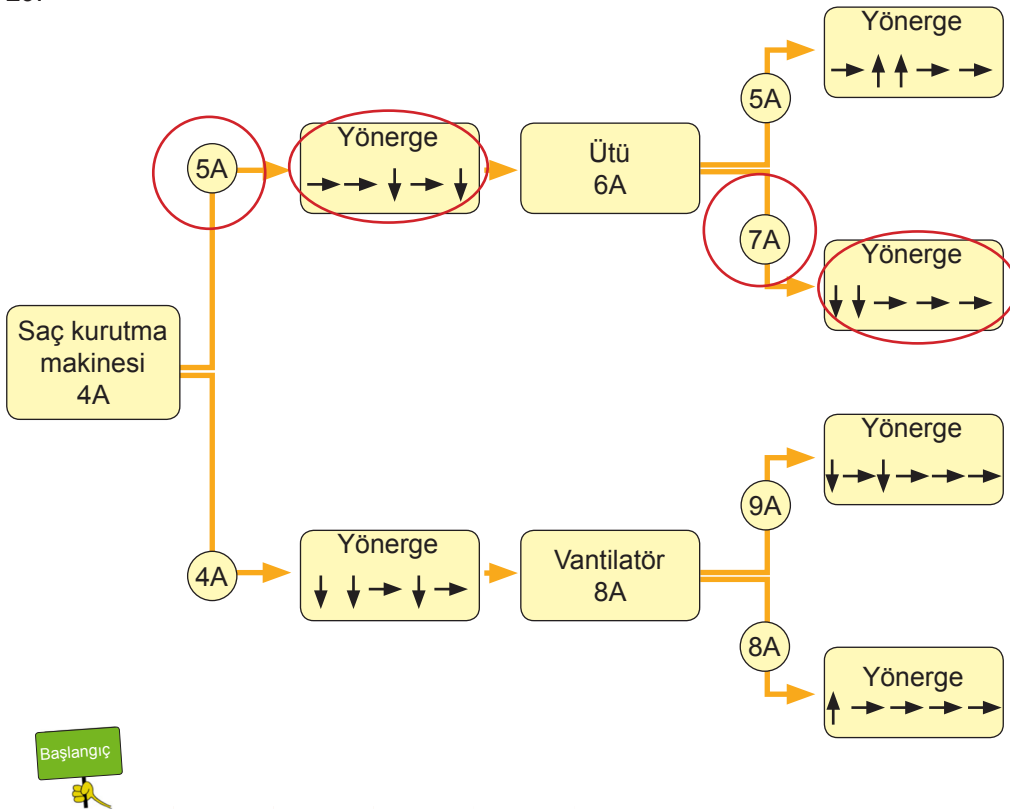 Yönerge
5A
5A
Yönerge
Ütü
6A
7A
Yönerge
Saç kurutma
makinesi
4A
Yönerge
9A
4A
Yönerge
Vantilatör
8A
8A
Yönerge
Başlangıç